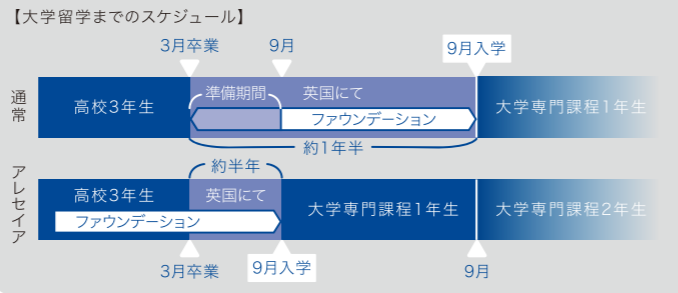 【大学留学までのスケジュール】
3月卒業
9月
9月入学
通常
高校3年生
準備期間
英国にて
大学専門課程1年生
ファウンデーション
約1年半
約半年
アレセイア
高校3年生
英国にて
大学専門課程1年生
大学専門課程2年生
ファウンデーション
3月卒業
9月入学
9月